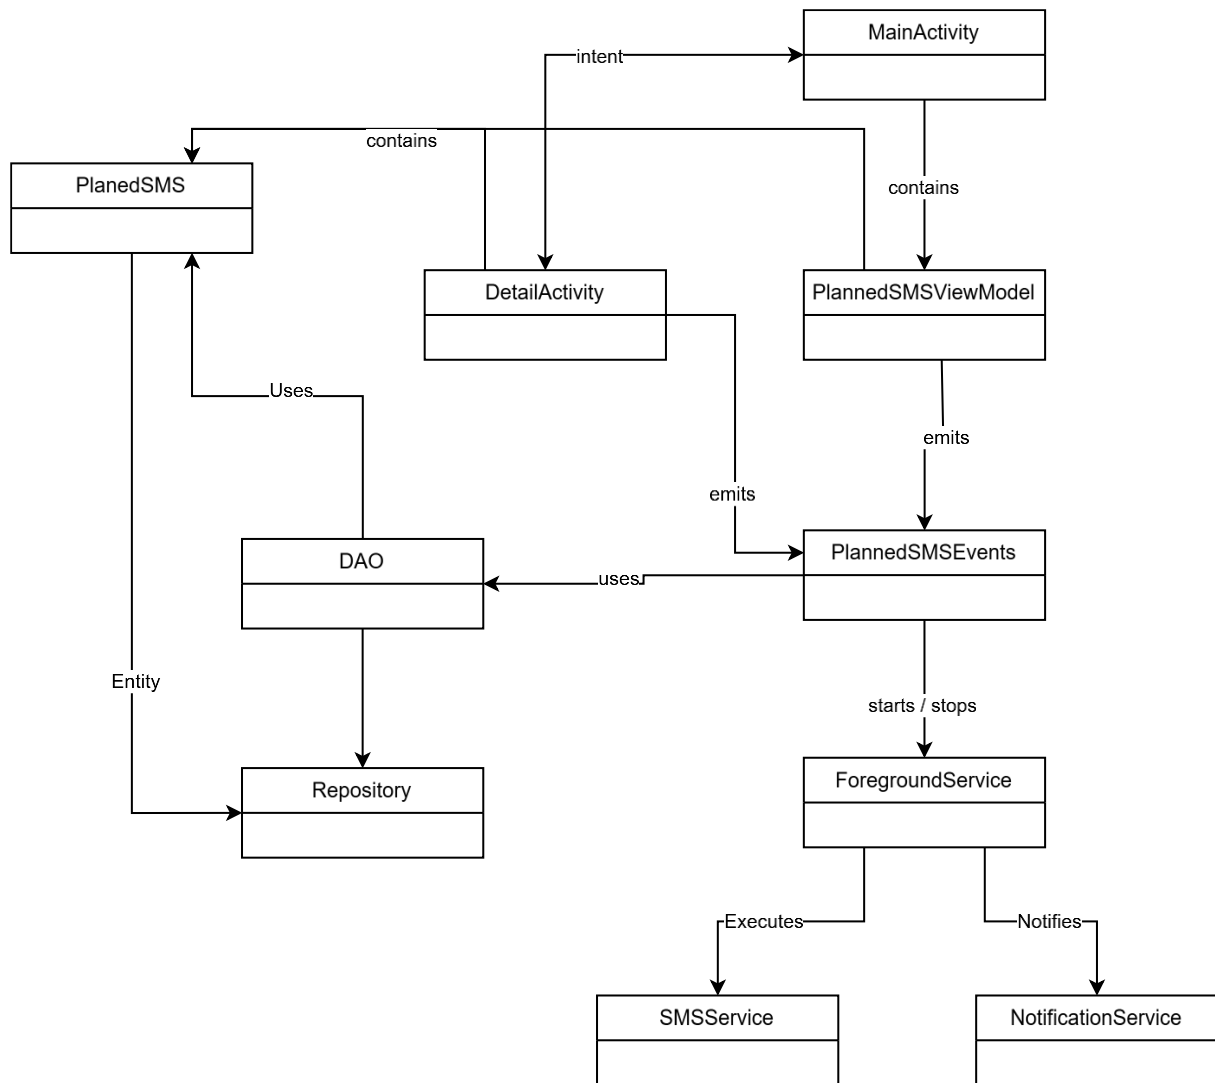 MainActivity
intent
contains
PlanedSMS
contains
DetailActivity
PlannedSMSViewModel
Uses
emits
emits
DAO
PlannedSMSEvents
uses
Entity
starts / stops
Repository
ForegroundService
Executes
Notifies
SMSService
NotificationService